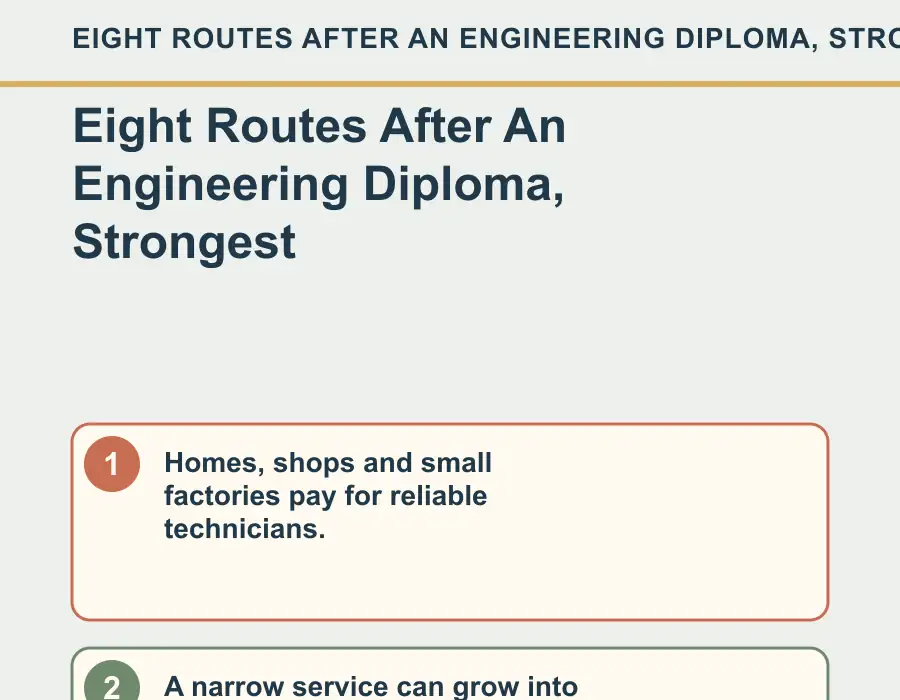 EIGHT ROUTES AFTER AN ENGINEERING DIPLOMA,
Eight Routes After An
Engineering Diploma,
Strongest
1
Homes, shops and small
factories pay for reliable
technicians.
2
A narrow service can grow into